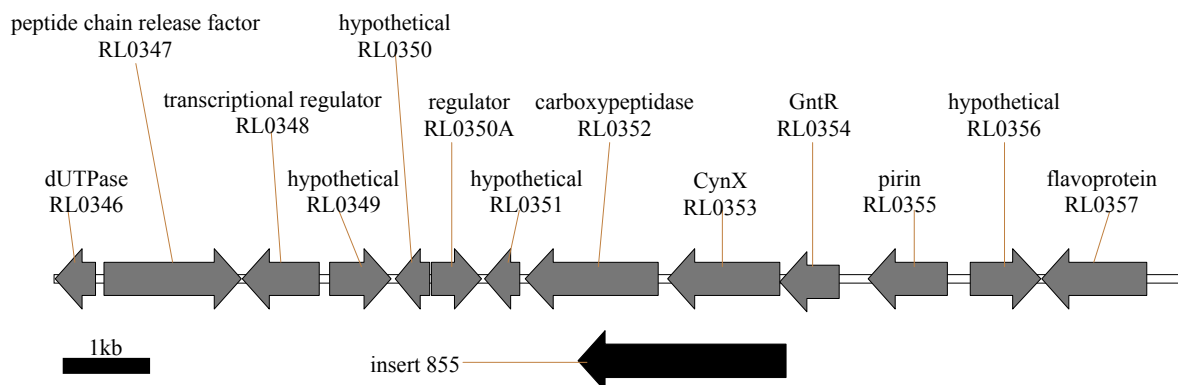 peptide chain release factor
RL0347
hypothetical
RL0350
transcriptional regulator
RL0348
regulator
RL0350A
carboxypeptidase
RL0352
GntR
RL0354
hypothetical
RL0356
dUTPase
RL0346
hypothetical
RL0349
hypothetical
RL0351
CynX
RL0353
pirin
RL0355
flavoprotein
RL0357
1kb
insert 855